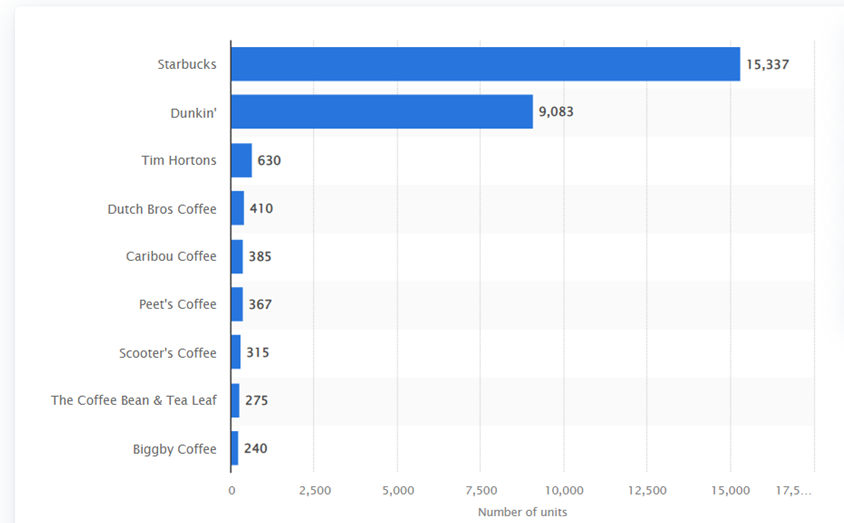 Starbucks 15,337
Dunkin' 9,083
Tim Hortons 630
Dutch Bros Coffee 410
Caribou Coffee 385
Peet's Coffee 367
Scooter's Coffee 315
The Coffee Bean & Tea Leaf 275
Biggby Coffee 240
0 2,500 5,000 7,500 10,000 12,500 15,000 17,5...
Number of units